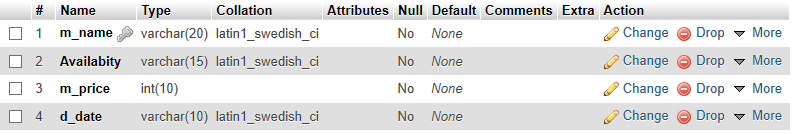 # Name Type Collation Attributes Null Default Comments Extra Action
1 m_name varchar(20) latin1_swedish_ci No None Change Drop More
2 Availabity varchar(15) latin1_swedish_ci No None Change Drop More
3 m_price int(10) No None Change Drop More
4 d_date varchar(10) latin1_swedish_ci No None Change Drop More